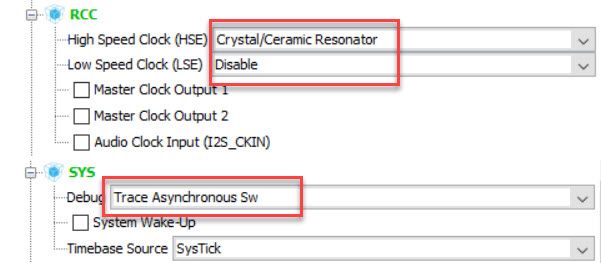 RCC
High Speed Clock (HSE) Crystal/Ceramic Resonator
Low Speed Clock (LSE) Disable
Master Clock Output 1
Master Clock Output 2
Audio Clock Input (I2S_CKIN)
SYS
Debug Trace Asynchronous Sw
System Wake-Up
Timebase Source SysTick